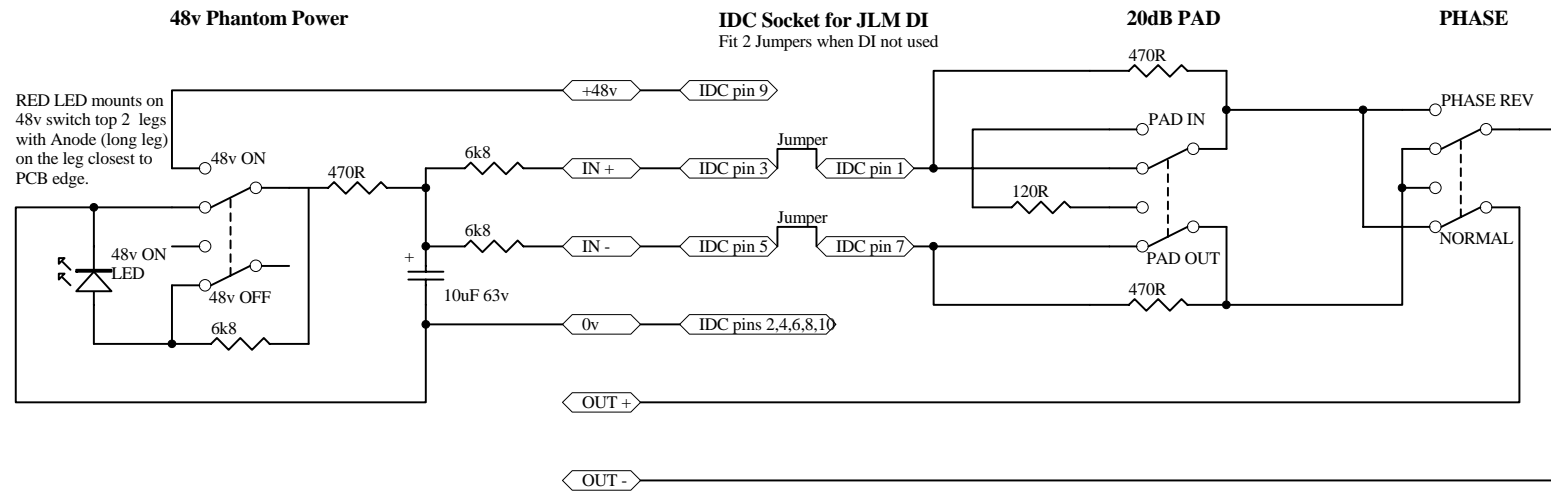 48v Phantom Power
IDC Socket for JLM DI
Fit 2 Jumpers when DI not used
20dB PAD
PHASE
RED LED mounts on
48v switch top 2 legs
with Anode (long leg)
on the leg closest to
PCB edge.
+48v
IDC pin 9
470R
PHASE REV
PAD IN
48v ON
470R
6k8
IN +
IDC pin 3
Jumper
IDC pin 1
120R
6k8
IN -
IDC pin 5
Jumper
IDC pin 7
PAD OUT
NORMAL
48v ON
LED
48v OFF
+
10uF 63v
470R
6k8
0v
IDC pins 2,4,6,8,10
OUT +
OUT -